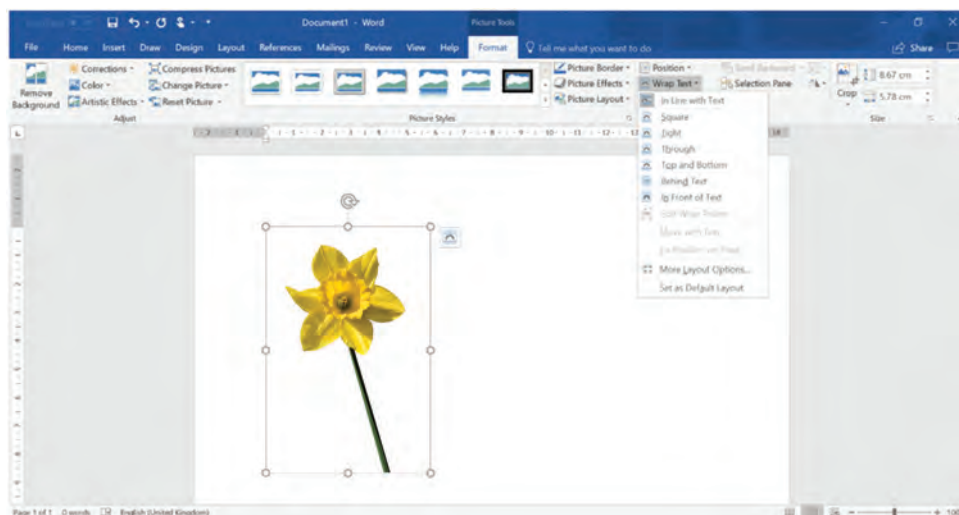 Document1 - Word
Picture Tools
File Home Insert Draw Design Layout References Mailings Review View Help Format Tell me what you want to do
Share
Remove Background
Corrections
Color
Artistic Effects
Compress Pictures
Change Picture
Reset Picture
Adjust
Picture Styles
Picture Border
Picture Effects
Picture Layout
Position
Wrap Text
Send Backward
Selection Pane
Crop
8.67 cm
5.78 cm
Size
In Line with Text
Square
Tight
Through
Top and Bottom
Behind Text
In Front of Text
Edit Wrap Points
Move with Text
Fix Position on Page
More Layout Options...
Set as Default Layout
Page 1 of 1 0 words English (United Kingdom)